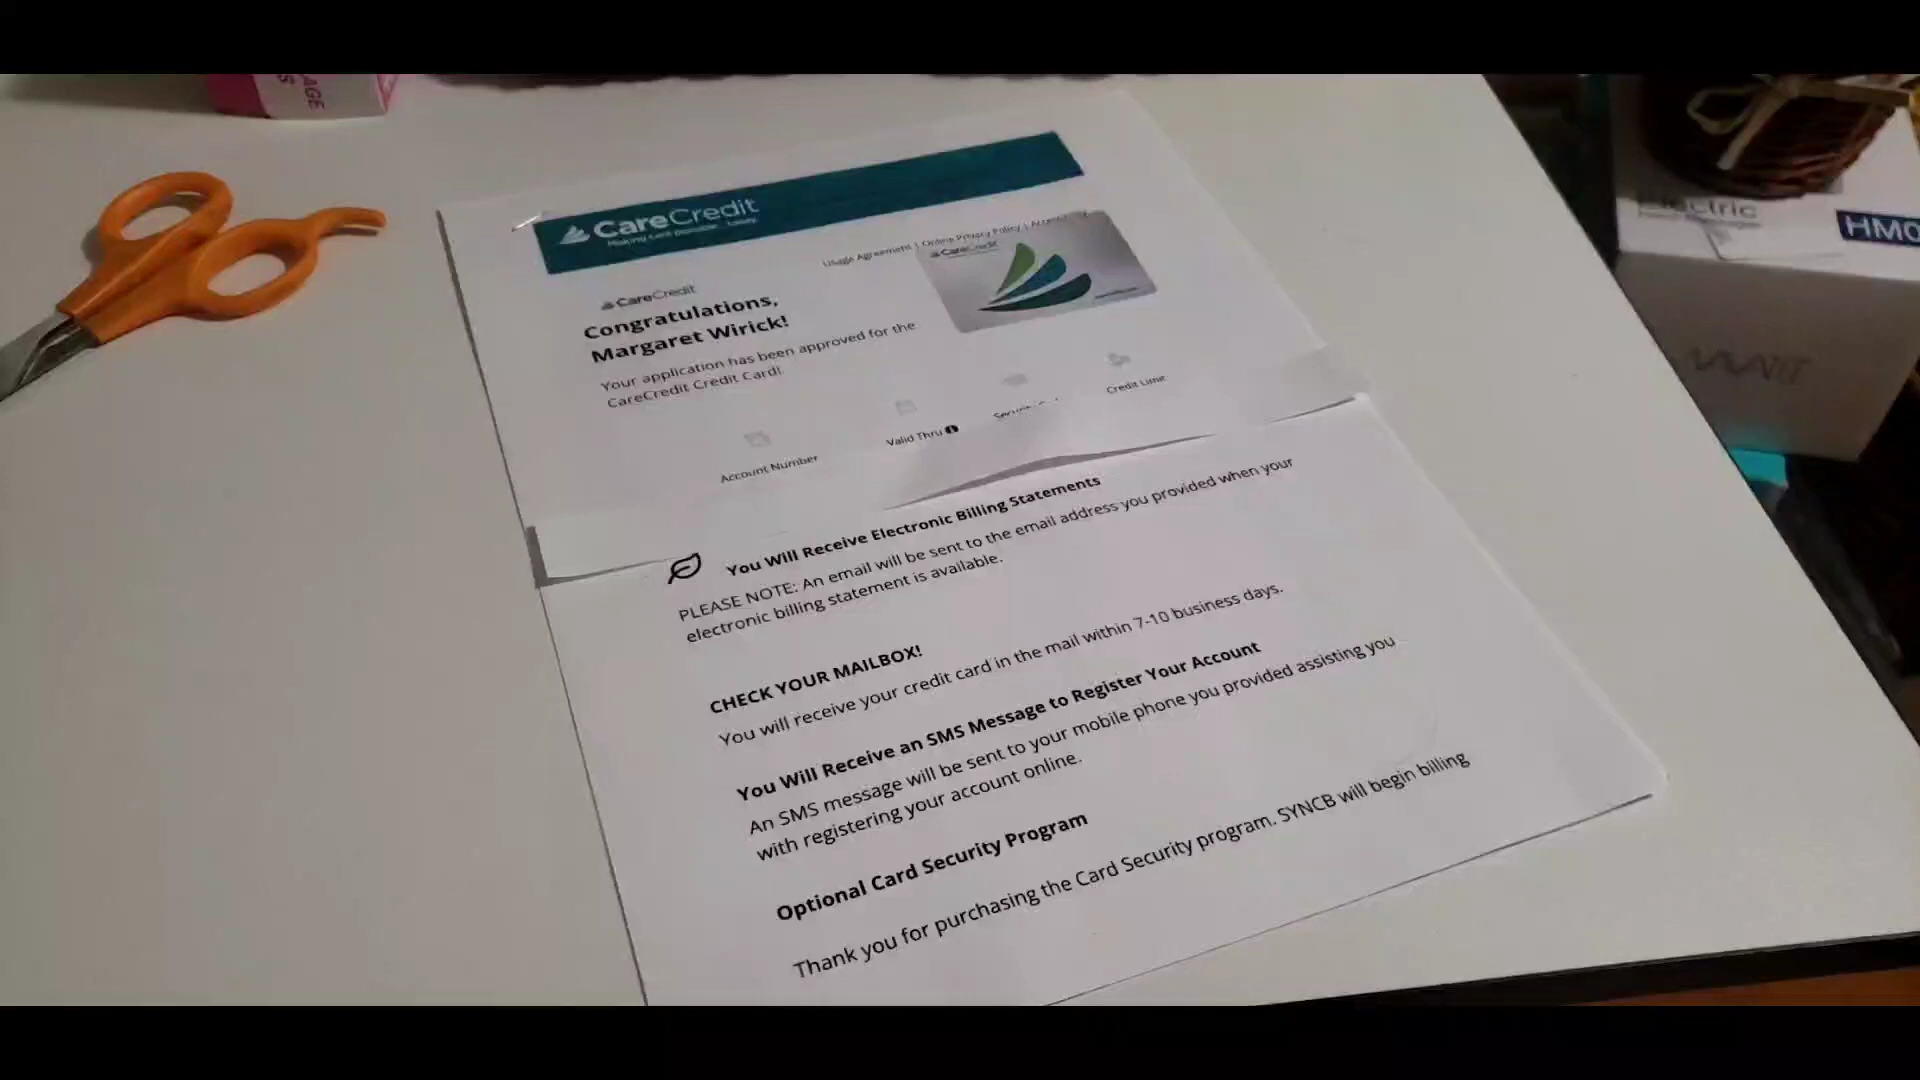 AGE
S
CareCredit
Making care possible...today.
Usage Agreement | Online Privacy Policy |
CareCredit
CareCredit
Congratulations,
Margaret Wirick!
Your application has been approved for the
CareCredit Credit Card!
Account Number
Valid Thru
Credit Limit
You Will Receive Electronic Billing Statements
PLEASE NOTE: An email will be sent to the email address you provided when your
electronic billing statement is available.
CHECK YOUR MAILBOX!
You will receive your credit card in the mail within 7-10 business days.
You Will Receive an SMS Message to Register Your Account
An SMS message will be sent to your mobile phone you provided assisting you
with registering your account online.
Optional Card Security Program
Thank you for purchasing the Card Security program. SYNCB will begin billing
HM0